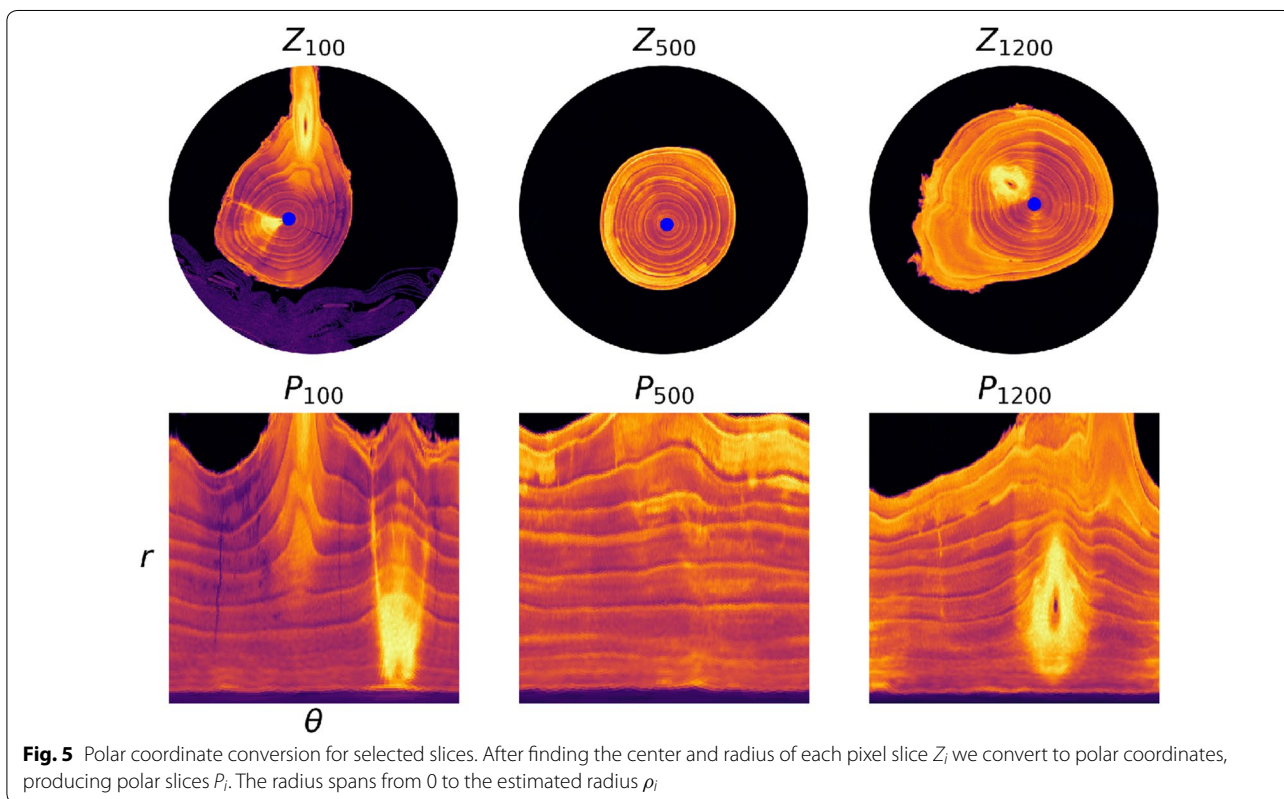 Z100 Z500 Z1200
P100 P500 P1200
r
θ
Fig. 5 Polar coordinate conversion for selected slices. After finding the center and radius of each pixel slice Zi we convert to polar coordinates,
producing polar slices Pi. The radius spans from 0 to the estimated radius ρi